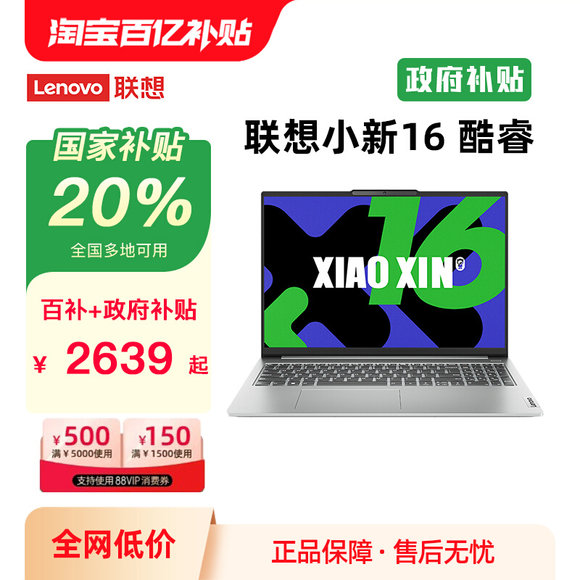 淘宝百亿补贴
Lenovo 联想
政府补贴
联想小新16 酷睿
国家补贴
20%
全国多地可用
百补+政府补贴
¥ 2639 起
16
XIAO XIN
Lenovo
¥500 ¥150
满¥5000使用 满¥1500使用
支持使用88VIP消费券
全网低价
正品保障·售后无忧